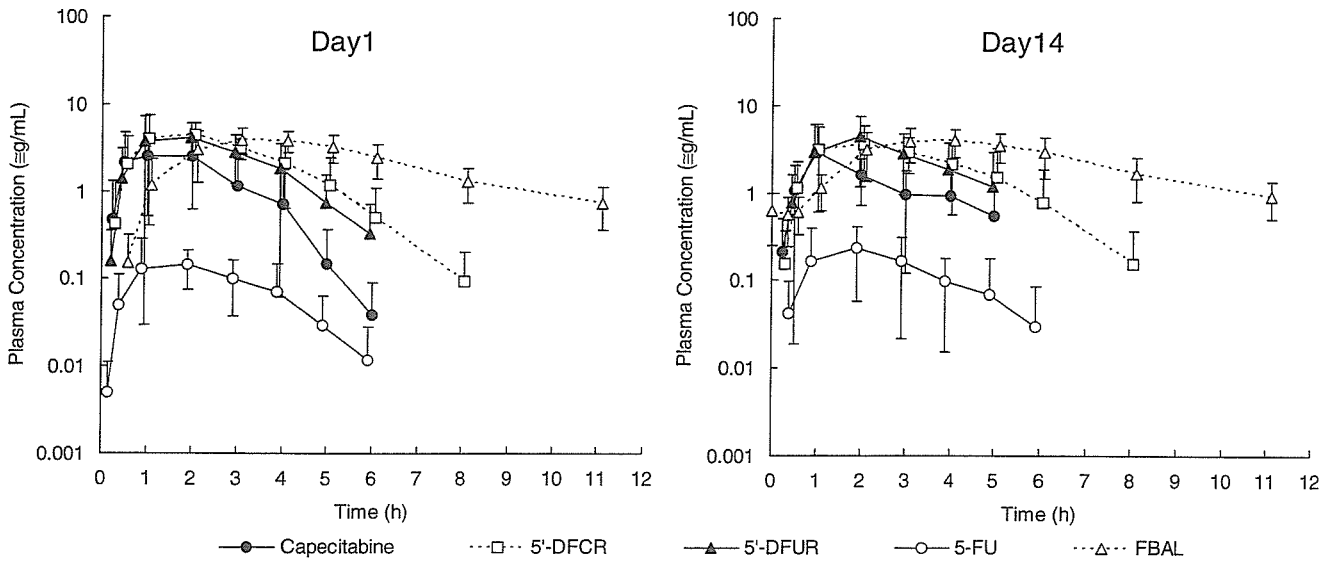 Day1
100
10
1
0.1
0.01
0.001
Plasma Concentration (≅g/mL)
0 1 2 3 4 5 6 7 8 9 10 11 12
Time (h)
Day14
100
10
1
0.1
0.01
0.001
Plasma Concentration (≅g/mL)
0 1 2 3 4 5 6 7 8 9 10 11 12
Time (h)
Capecitabine 5'-DFCR 5'-DFUR 5-FU FBAL